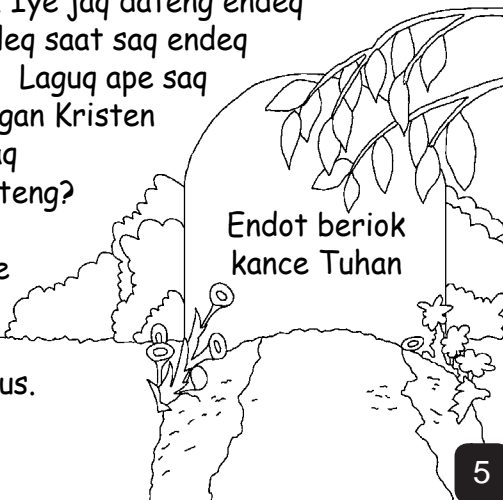 Iye jaq dateng endeq
deq saat saq endeq
Laguq ape saq
gan Kristen
q
teng?
e
us.
Endot beriok
kance Tuhan
5